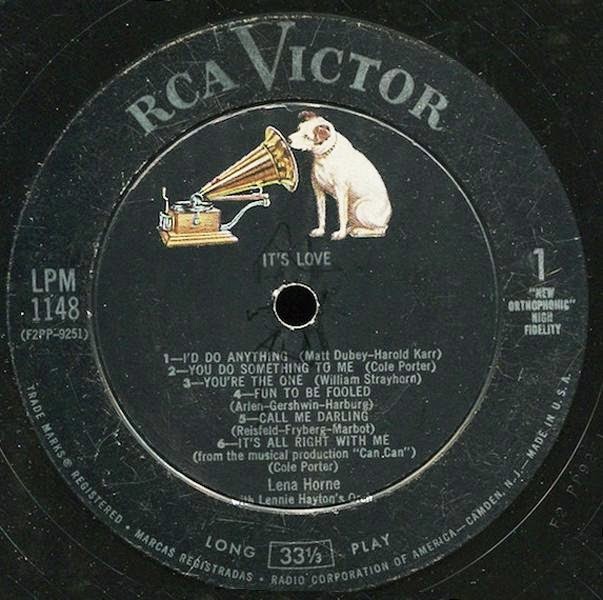 RCA VICTOR
IT'S LOVE
LPM
1148
(F2PP-9251)
1
"NEW
ORTHOPHONIC"
HIGH
FIDELITY
1—I'D DO ANYTHING (Matt Dubey–Harold Karr)
2—YOU DO SOMETHING TO ME (Cole Porter)
3—YOU'RE THE ONE (William Strayhorn)
4—FUN TO BE FOOLED
(Arlen–Gershwin–Harburg)
5—CALL ME DARLING
(Reisfeld–Fryberg–Marbot)
6—IT'S ALL RIGHT WITH ME
(from the musical production "Can Can")
(Cole Porter)
Lena Horne
with Lennie Hayton's
LONG 33⅓ PLAY
TRADE MARKS ® REGISTERED • MARCAS REGISTRADAS • RADIO CORPORATION OF AMERICA—CAMDEN, N.J.—MADE IN U.S.A.